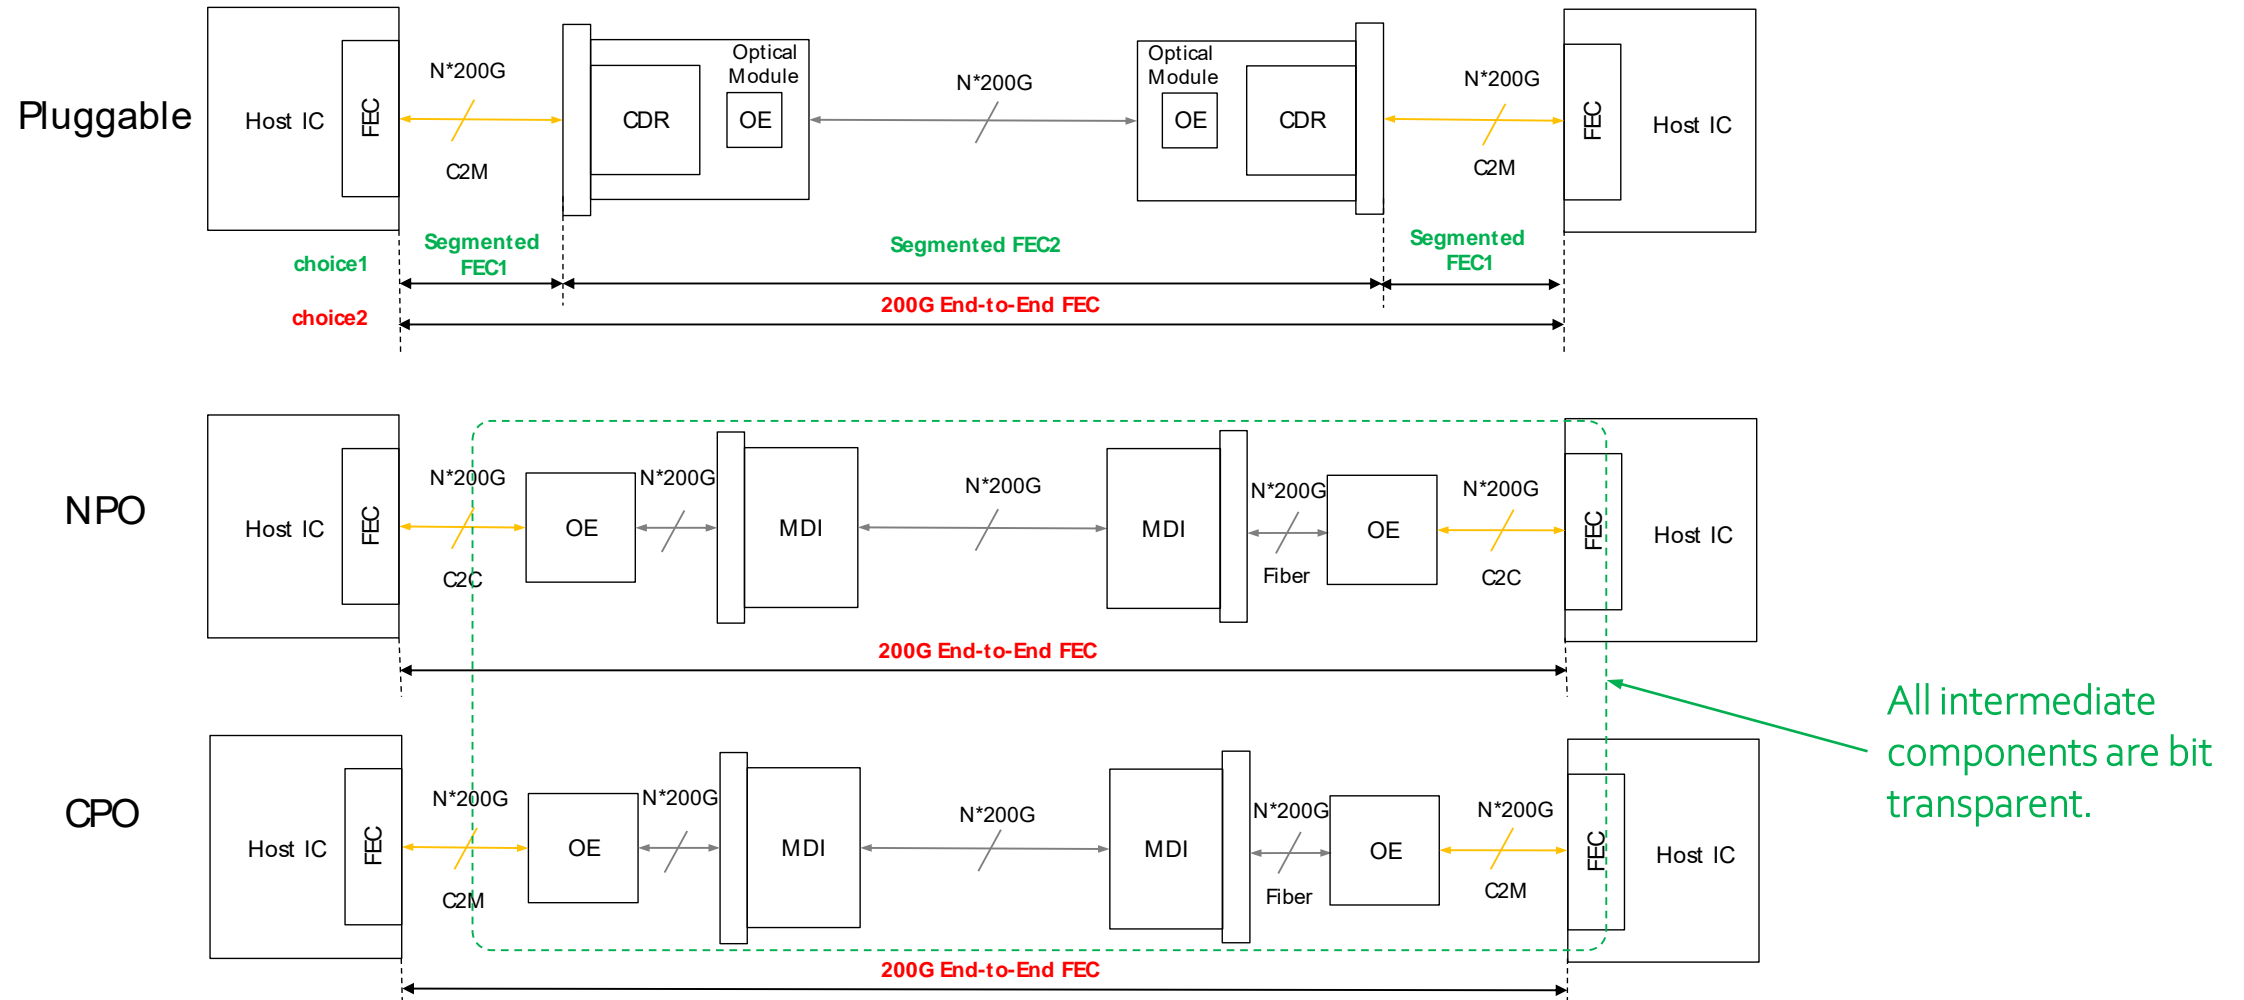 Pluggable
Host IC
FEC
N*200G
C2M
CDR
Optical
Module
OE
N*200G
Optical
Module
OE
CDR
N*200G
C2M
FEC
Host IC
choice1
Segmented
FEC1
Segmented FEC2
Segmented
FEC1
choice2
200G End-to-End FEC
NPO
Host IC
FEC
N*200G
C2C
OE
N*200G
MDI
N*200G
MDI
N*200G
Fiber
OE
N*200G
C2C
FEC
Host IC
200G End-to-End FEC
All intermediate
components are bit
transparent.
CPO
Host IC
FEC
N*200G
C2M
OE
N*200G
MDI
N*200G
MDI
N*200G
Fiber
OE
N*200G
C2M
FEC
Host IC
200G End-to-End FEC